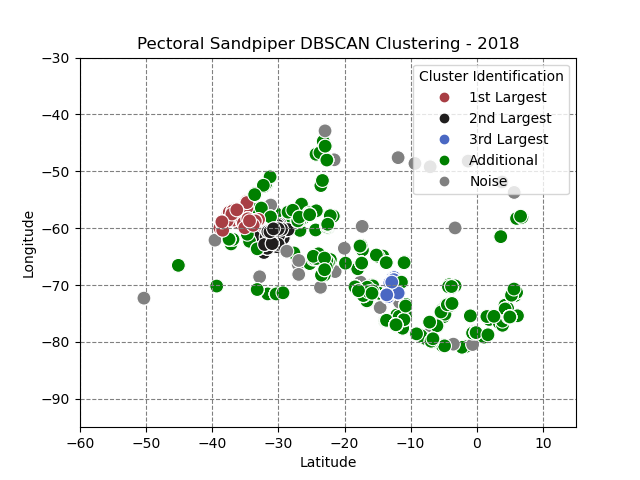 Pectoral Sandpiper DBSCAN Clustering - 2018
Cluster Identification
1st Largest
2nd Largest
3rd Largest
Additional
Noise
Longitude
−30
−40
−50
−60
−70
−80
−90
−60
−50
−40
−30
−20
−10
0
10
Latitude